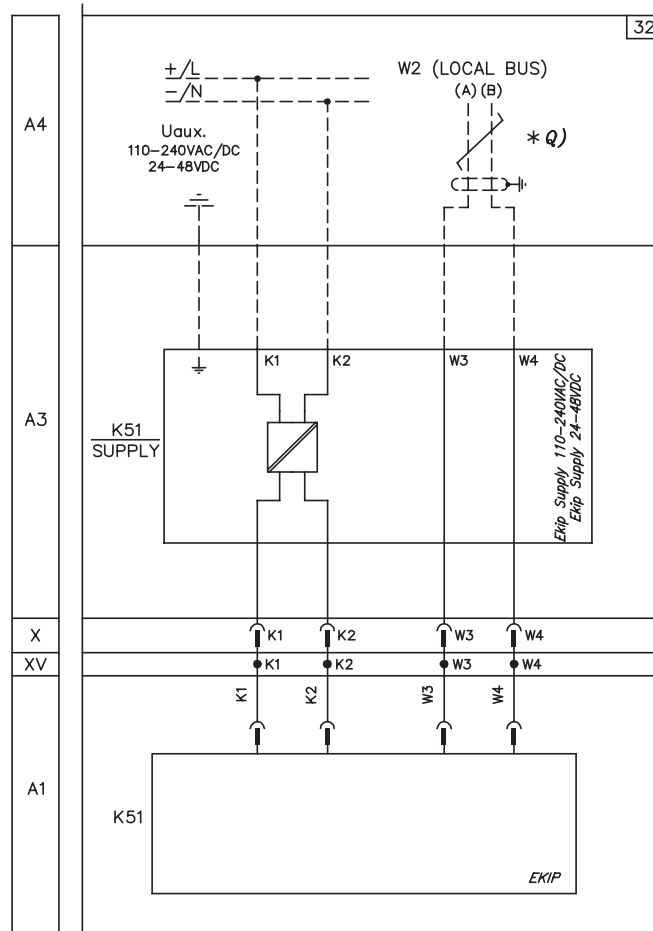 32
+/L
-/N
W2 (LOCAL BUS)
(A) (B)
* Q)
A4
Uaux.
110-240VAC/DC
24-48VDC
K1 K2 W3 W4
A3
K51
SUPPLY
Ekip Supply 110-240VAC/DC
Ekip Supply 24-48VDC
X K1 K2 W3 W4
XV K1 K2 W3 W4
K1 K2 W3 W4
A1
K51
EKIP